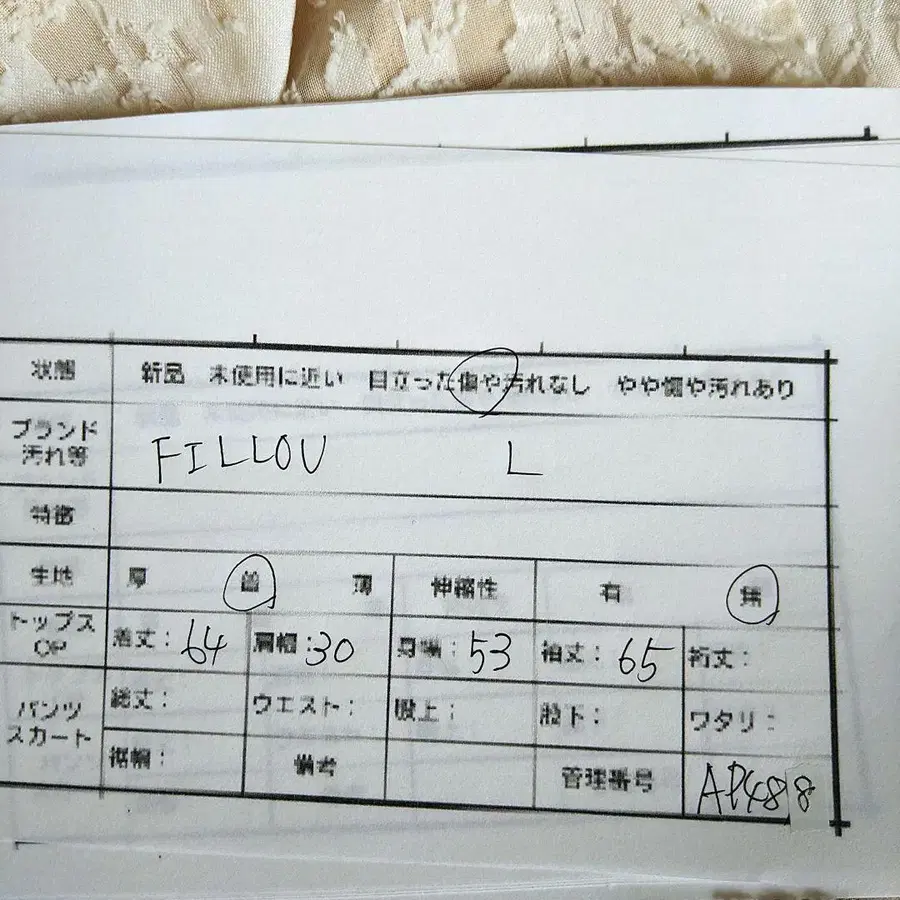 状態 新品 未使用に近い 目立った傷や汚れなし やや傷や汚れあり
ブランド
汚れ等 FILLOU L
特徴
生地 厚 普 薄 伸縮性 有 無
トップス
OP 着丈: 64 肩幅: 30 身幅: 53 袖丈: 65 裄丈:
パンツ
スカート 総丈: ウエスト: 股上: 股下: ワタリ:
裾幅: 備考 管理番号 AP488